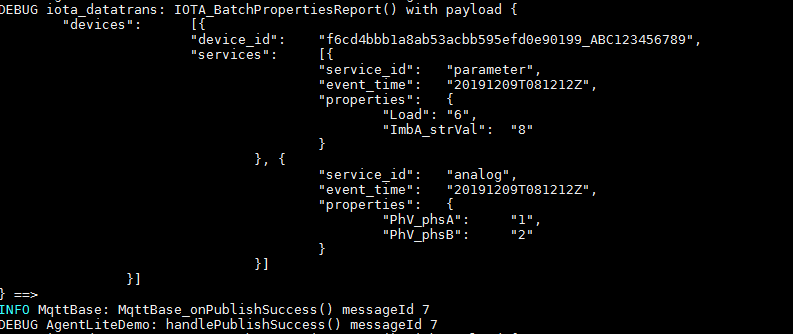 DEBUG iota_datatrans: IOTA_BatchPropertiesReport() with payload {
"devices": [{
"device_id": "f6cd4bbb1a8ab53acbb595efd0e90199_ABC123456789",
"services": [{
"service_id": "parameter",
"event_time": "20191209T081212Z",
"properties": {
"Load": "6",
"ImbA_strVal": "8"
}
}, {
"service_id": "analog",
"event_time": "20191209T081212Z",
"properties": {
"PhV_phsA": "1",
"PhV_phsB": "2"
}
}]
}]
} ==>
INFO MqttBase: MqttBase_onPublishSuccess() messageId 7
DEBUG AgentLiteDemo: handlePublishSuccess() messageId 7